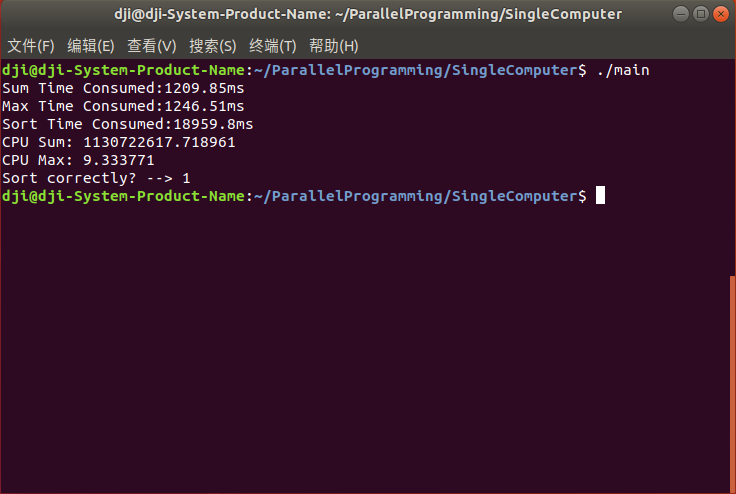 dji@dji-System-Product-Name: ~/ParallelProgramming/SingleComputer
文件(F) 编辑(E) 查看(V) 搜索(S) 终端(T) 帮助(H)
dji@dji-System-Product-Name:~/ParallelProgramming/SingleComputer$ ./main
Sum Time Consumed:1209.85ms
Max Time Consumed:1246.51ms
Sort Time Consumed:18959.8ms
CPU Sum: 1130722617.718961
CPU Max: 9.333771
Sort correctly? --> 1
dji@dji-System-Product-Name:~/ParallelProgramming/SingleComputer$